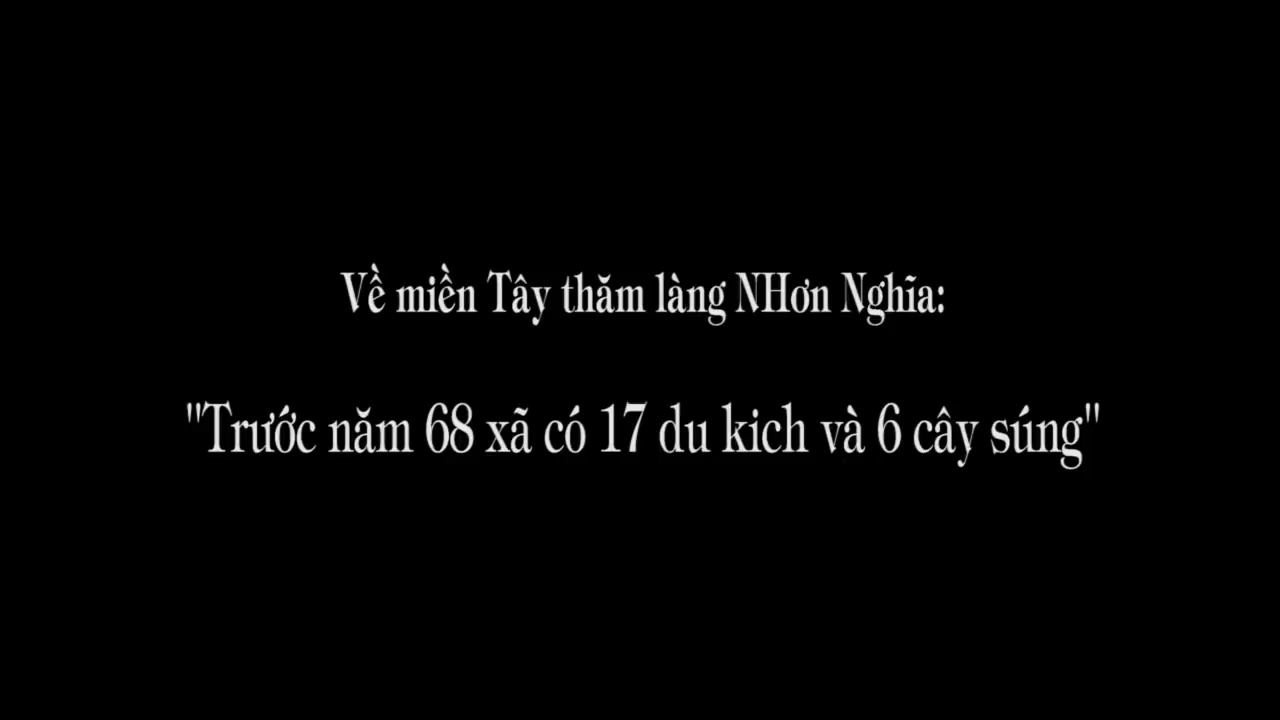 Về miền Tây thăm làng NHơn Nghĩa:
"Trước năm 68 xã có 17 du kich và 6 cây súng"